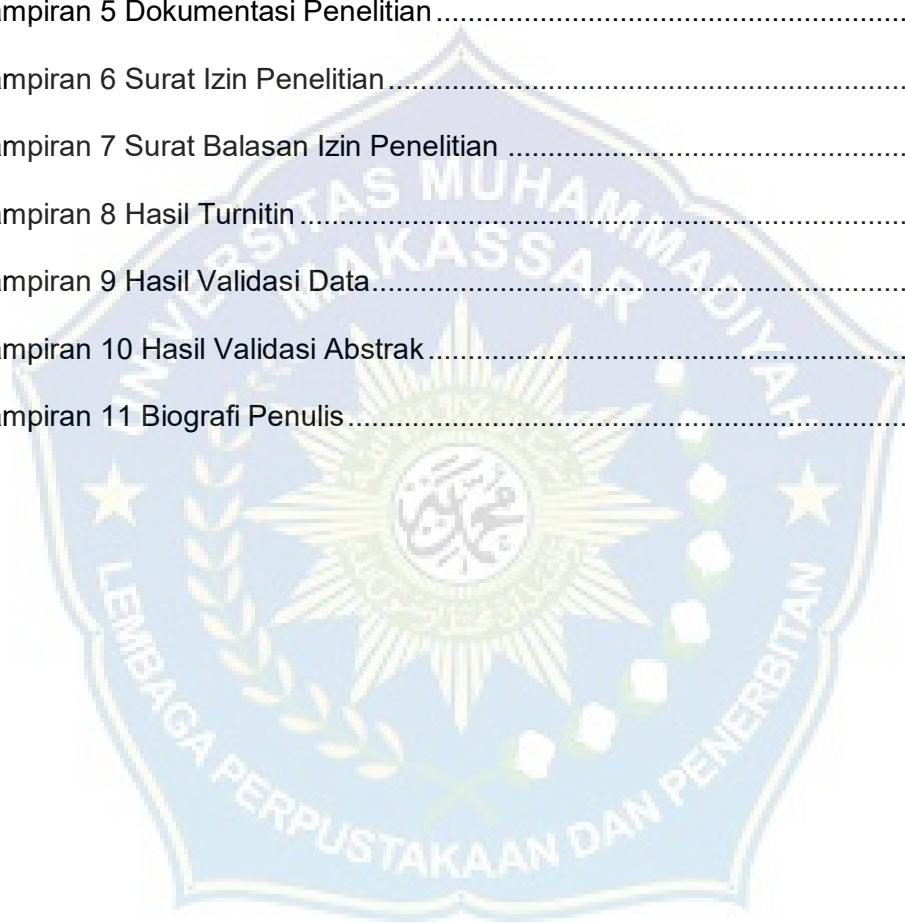 ampiran 5 Dokumentasi Penelitian ........................................................
ampiran 6 Surat Izin Penelitian ........................................................
ampiran 7 Surat Balasan Izin Penelitian ........................................................
ampiran 8 Hasil Turnitin ........................................................
ampiran 9 Hasil Validasi Data ........................................................
ampiran 10 Hasil Validasi Abstrak ........................................................
ampiran 11 Biografi Penulis ........................................................
UNIVERSITAS MUHAMMADIYAH
MAKASSAR
LEMBAGA PERPUSTAKAAN DAN PENERBITAN